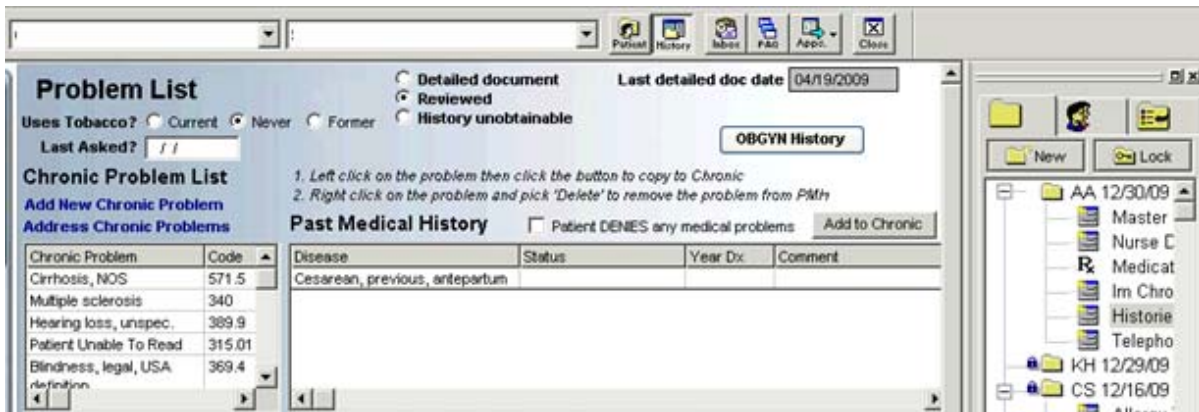 Patient History Inbox PAQ Appc. Close
Problem List
Detailed document
Reviewed
History unobtainable
Last detailed doc date 04/19/2009
Uses Tobacco? Current Never Former
Last Asked? / /
OBGYN History
Chronic Problem List
Add New Chronic Problem
Address Chronic Problems
1. Left click on the problem then click the button to copy to Chronic
2. Right click on the problem and pick 'Delete' to remove the problem from PMH
Past Medical History Patient DENIES any medical problems Add to Chronic
Chronic Problem Code
Cirrhosis, NOS 571.5
Multiple sclerosis 340
Hearing loss, unspec. 389.9
Patient Unable To Read 315.01
Blindness, legal, USA 369.4
definition
Disease Status Year Dx Comment
Cesarean, previous, antepartum
New Lock
AA 12/30/09
Master
Nurse D
Medicat
Im Chro
Historie
Telepho
KH 12/29/09
CS 12/16/09